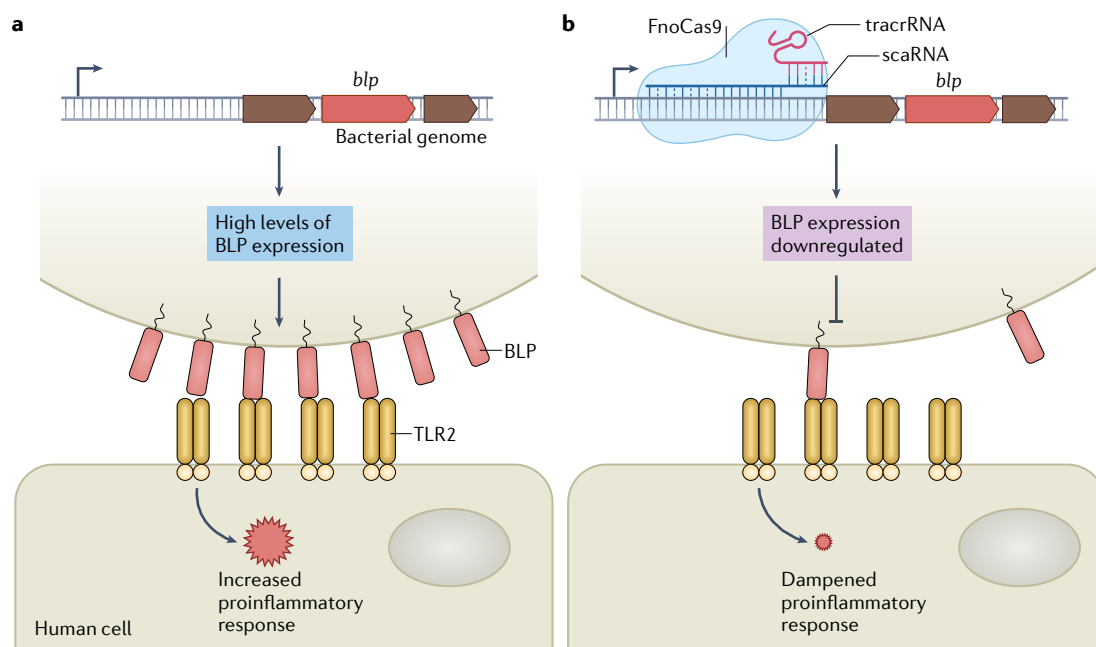 a
blp
Bacterial genome
High levels of
BLP expression
BLP
TLR2
Increased
proinflammatory
response
Human cell
b
FnoCas9
tracrRNA
scaRNA
blp
BLP expression
downregulated
Dampened
proinflammatory
response